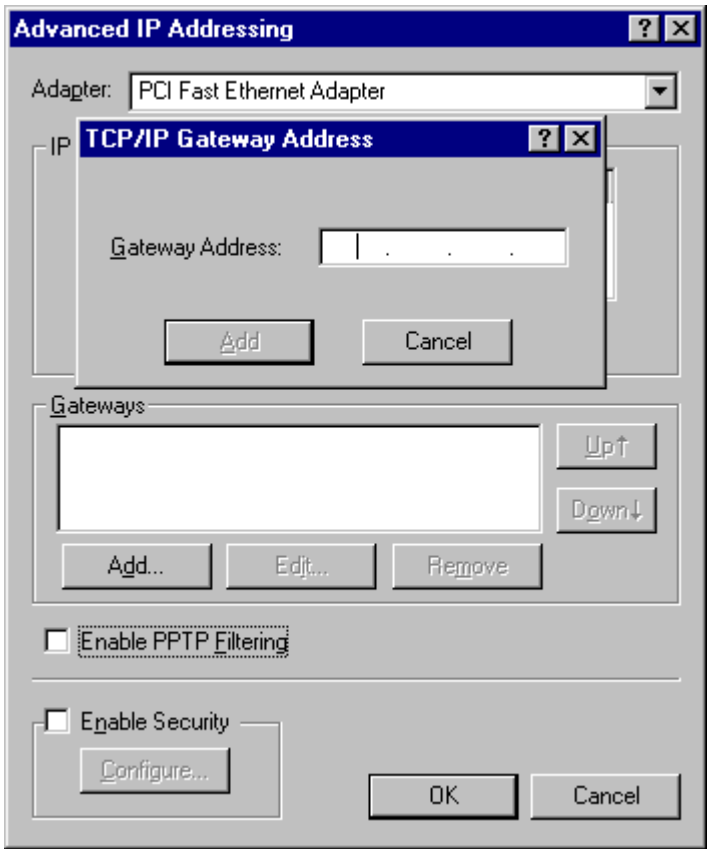 Advanced IP Addressing
Adapter: PCI Fast Ethernet Adapter
IP
TCP/IP Gateway Address
Gateway Address: . . .
Add Cancel
Gateways
Up↑
Down↓
Add... Edit... Remove
Enable PPTP Filtering
Enable Security
Configure...
OK Cancel